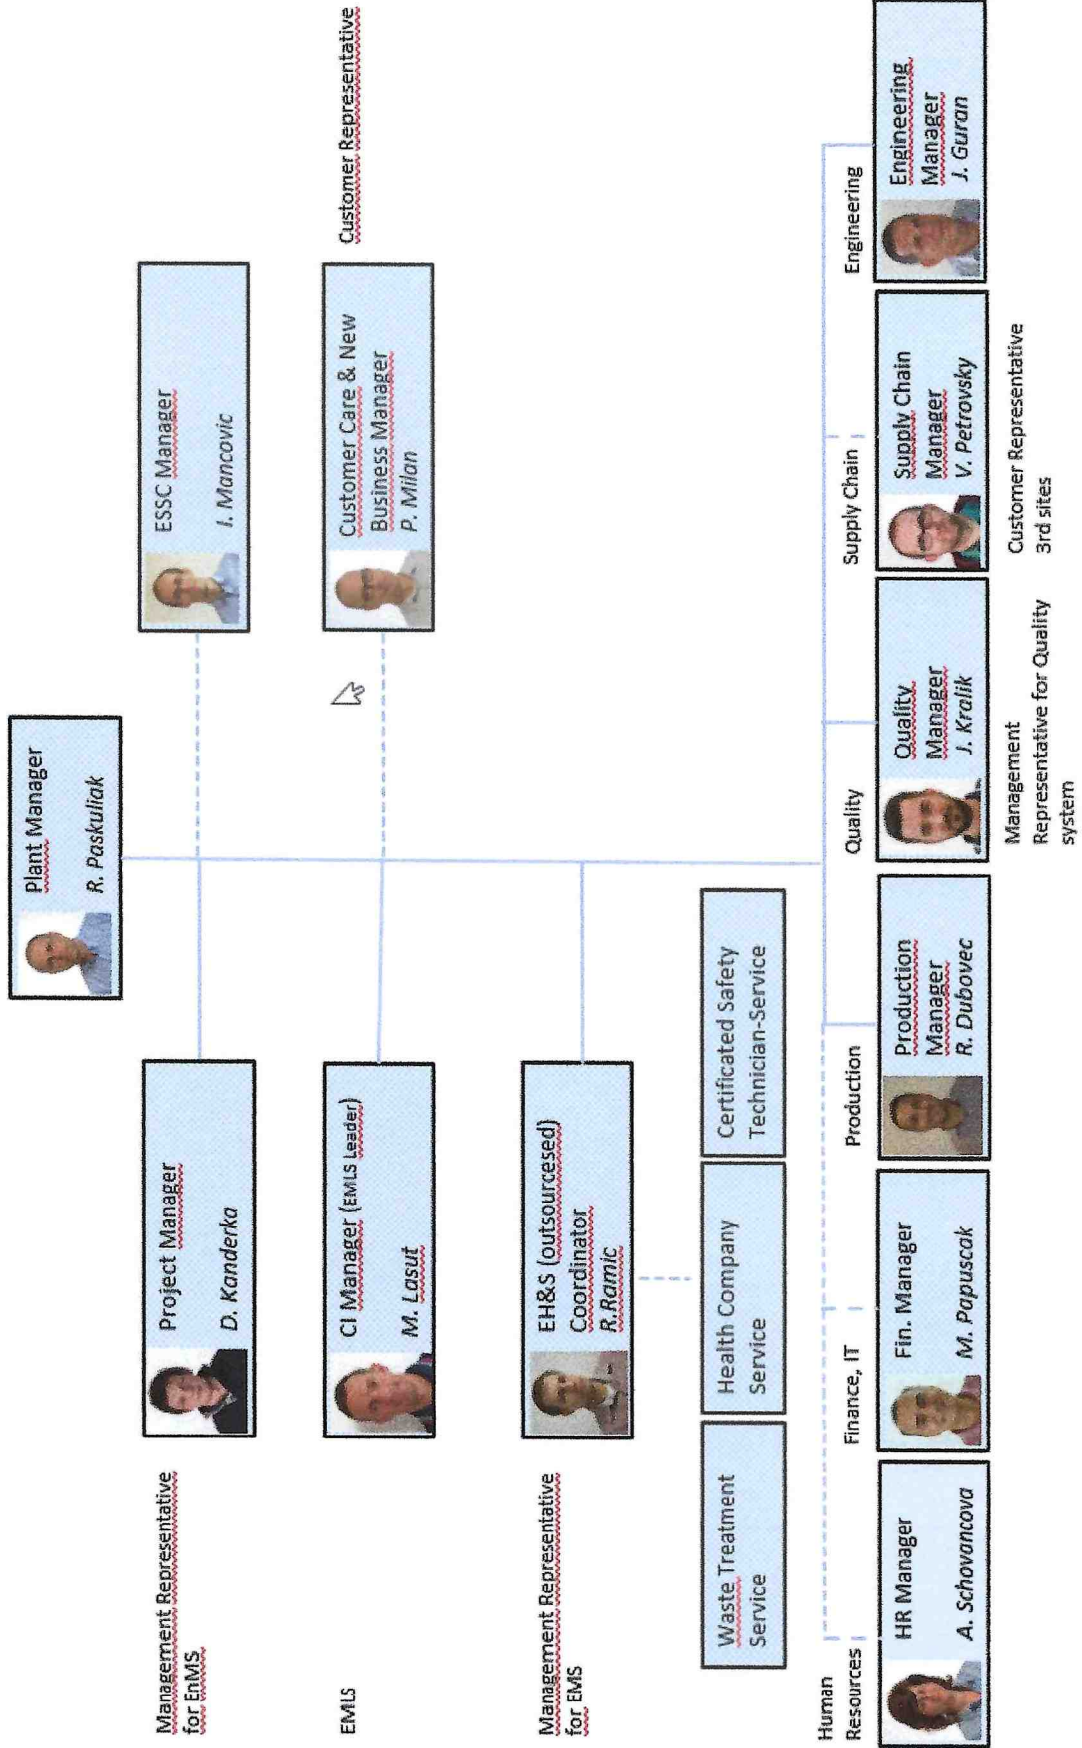 Plant Manager
R. Paskuliak
Management Representative
for EnMS
Project Manager
D. Kanderka
ESSC Manager
I. Mancovic
EMLS
CI Manager (EMLS Leader)
M. Lasut
Customer Care & New
Business Manager
P. Milan
Customer Representative
Management Representative
for EMS
EH&S (outsourcesed)
Coordinator
R.Ramic
Waste Treatment
Service
Health Company
Service
Certificated Safety
Technician-Service
Human
Resources
Finance, IT
Production
Quality
Supply Chain
Engineering
HR Manager
A. Schovancova
Fin. Manager
M. Papuscak
Production
Manager
R. Dubovec
Quality
Manager
J. Kralik
Supply Chain
Manager
V. Petrovsky
Engineering
Manager
J. Guran
Management
Representative for Quality
system
Customer Representative
3rd sites